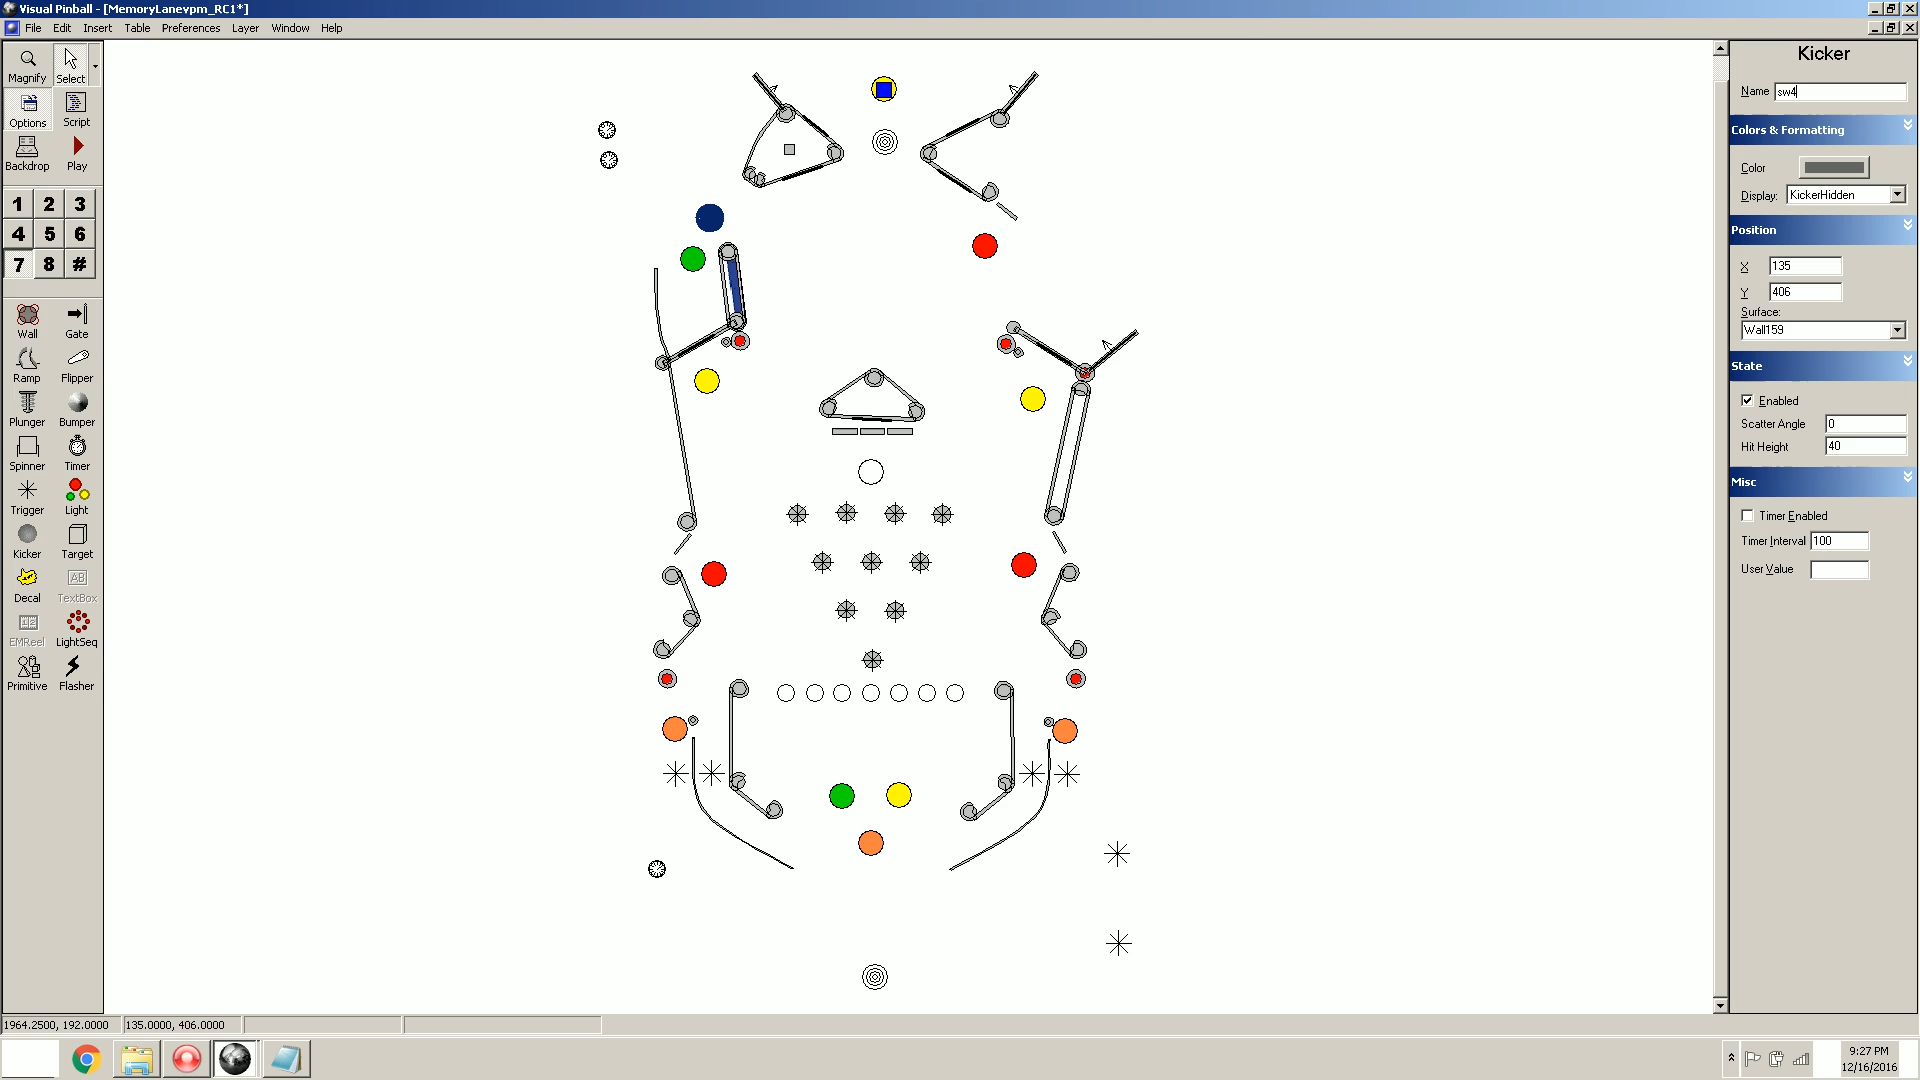 Visual Pinball - [MemoryLanevpm_RC1*]
File Edit Insert Table Preferences Layer Window Help
Magnify Select
Options Script
Backdrop Play
1 2 3
4 5 6
7 8 #
Wall Gate
Ramp Flipper
Plunger Bumper
Spinner Timer
Trigger Light
Kicker Target
Decal TextBox
EMReel LightSeq
Primitive Flasher
Kicker
Name sw4
Colors & Formatting
Color
Display: KickerHidden
Position
X 135
Y 406
Surface:
Wall159
State
Enabled
Scatter Angle 0
Hit Height 40
Misc
Timer Enabled
Timer Interval 100
User Value
1964.2500, 192.0000 135.0000, 406.0000
9:27 PM
12/16/2016